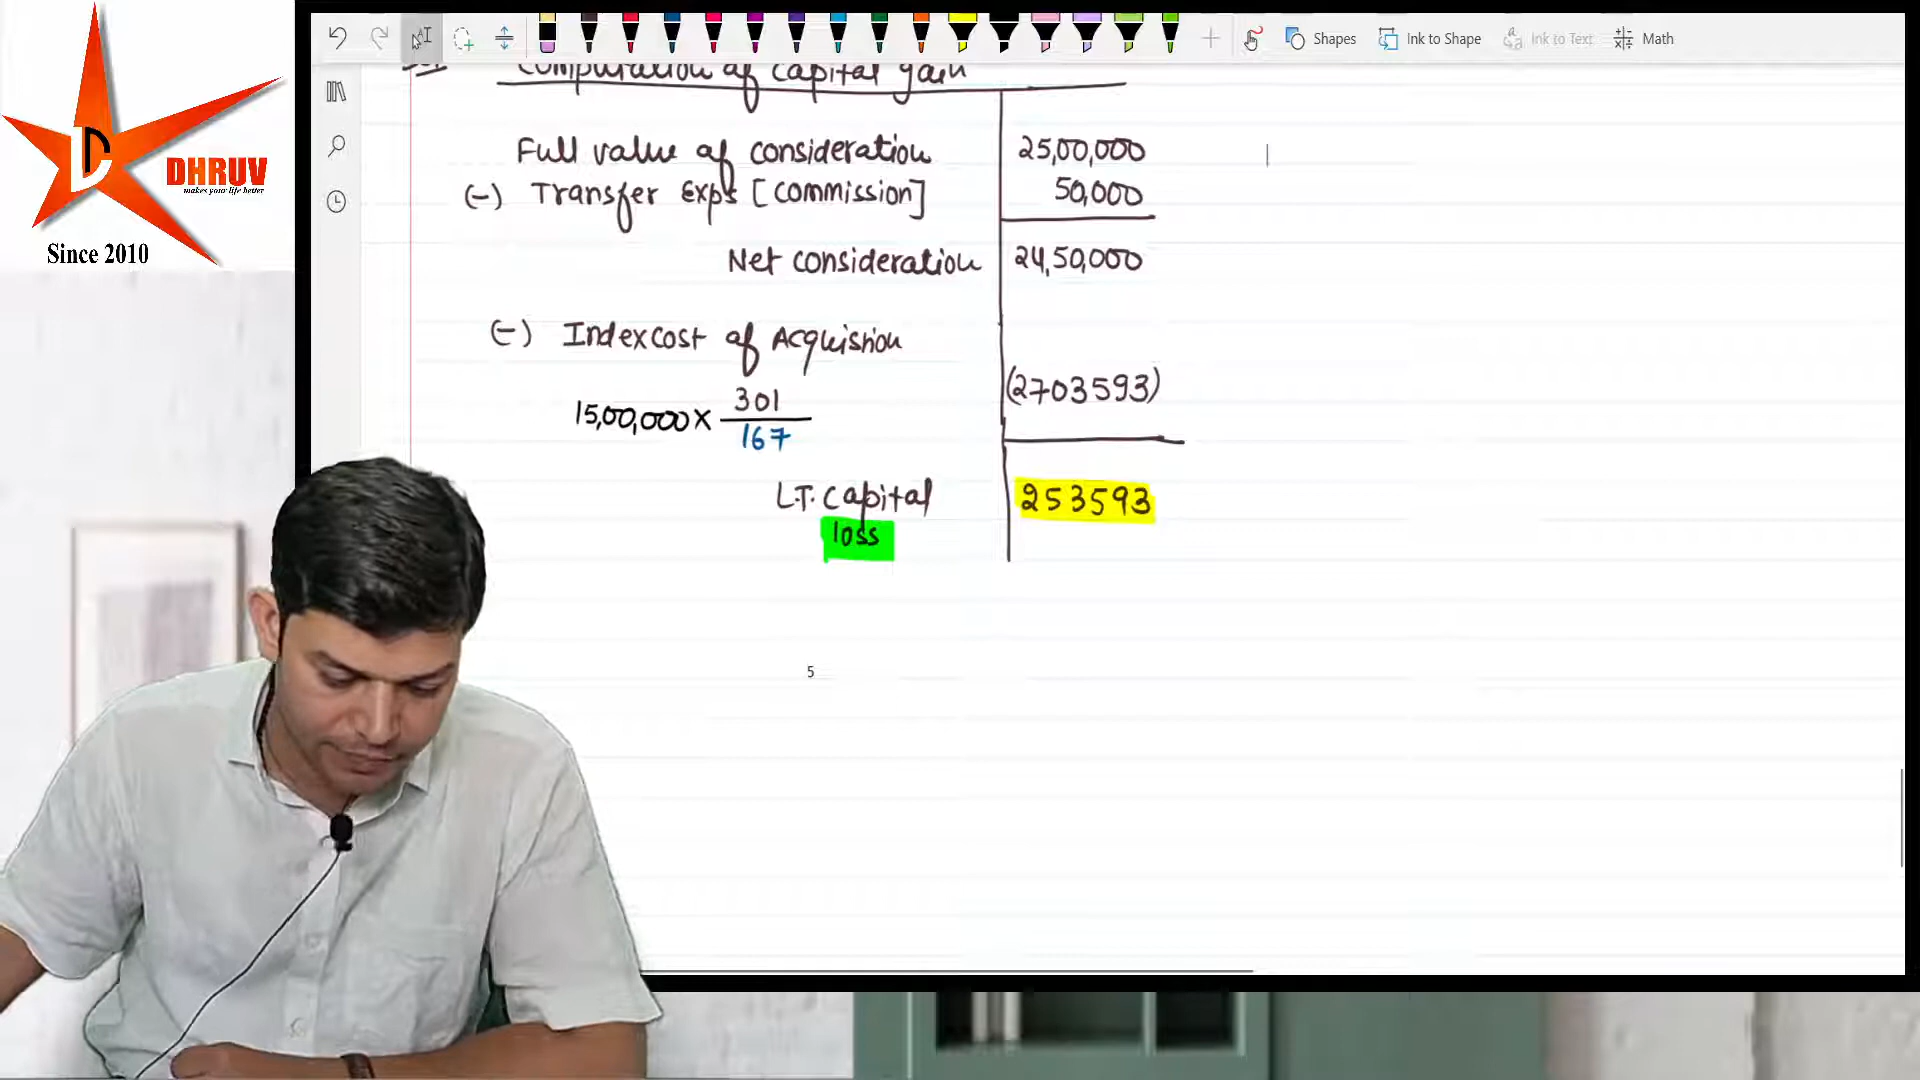 Shapes
Ink to Shape
Ink to Text
Math
DC
DHRUV
makes your life better
Since 2010
Computation of capital gain
Full value of consideration 25,00,000
(-) Transfer Exps [commission] 50,000
Net consideration 24,50,000
(-) Index cost of Acquisition
15,00,000 × 301
167
(2703593)
L.T. capital 253593
loss
5